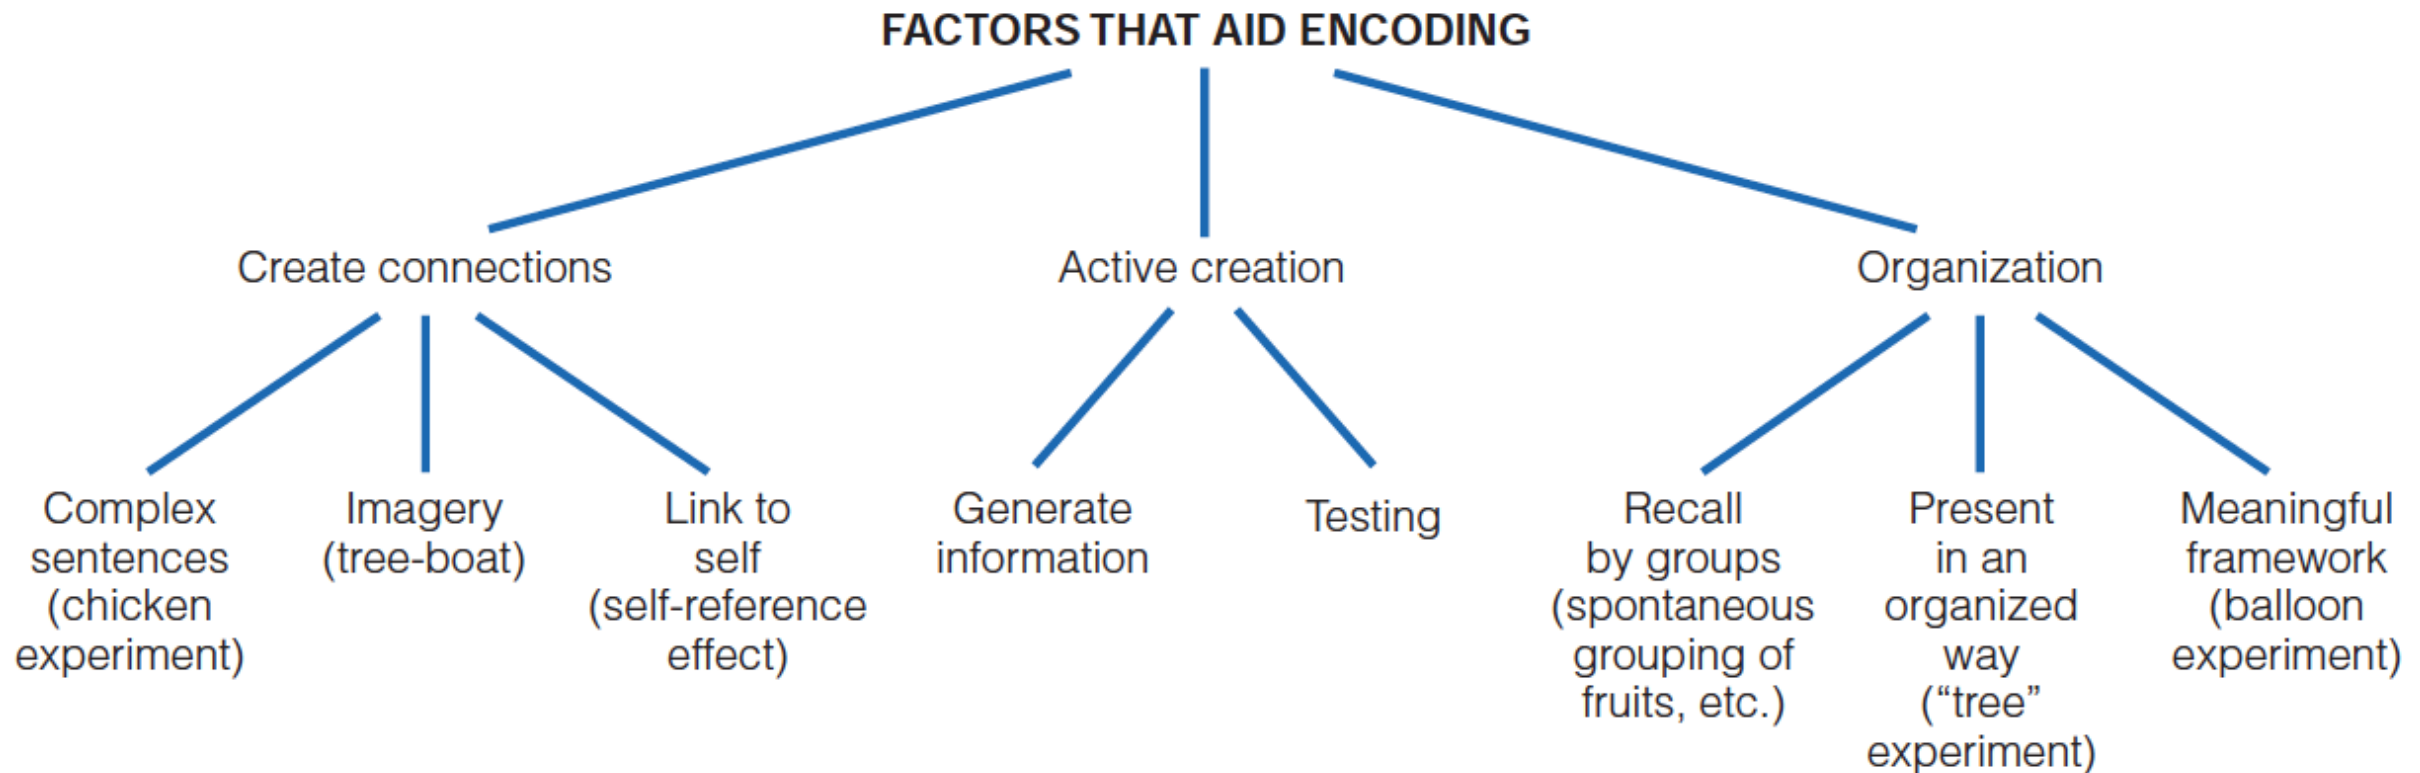 FACTORS THAT AID ENCODING
Create connections
Active creation
Organization
Complex
sentences
(chicken
experiment)
Imagery
(tree-boat)
Link to
self
(self-reference
effect)
Generate
information
Testing
Recall
by groups
(spontaneous
grouping of
fruits, etc.)
Present
in an
organized
way
(“tree”
experiment)
Meaningful
framework
(balloon
experiment)